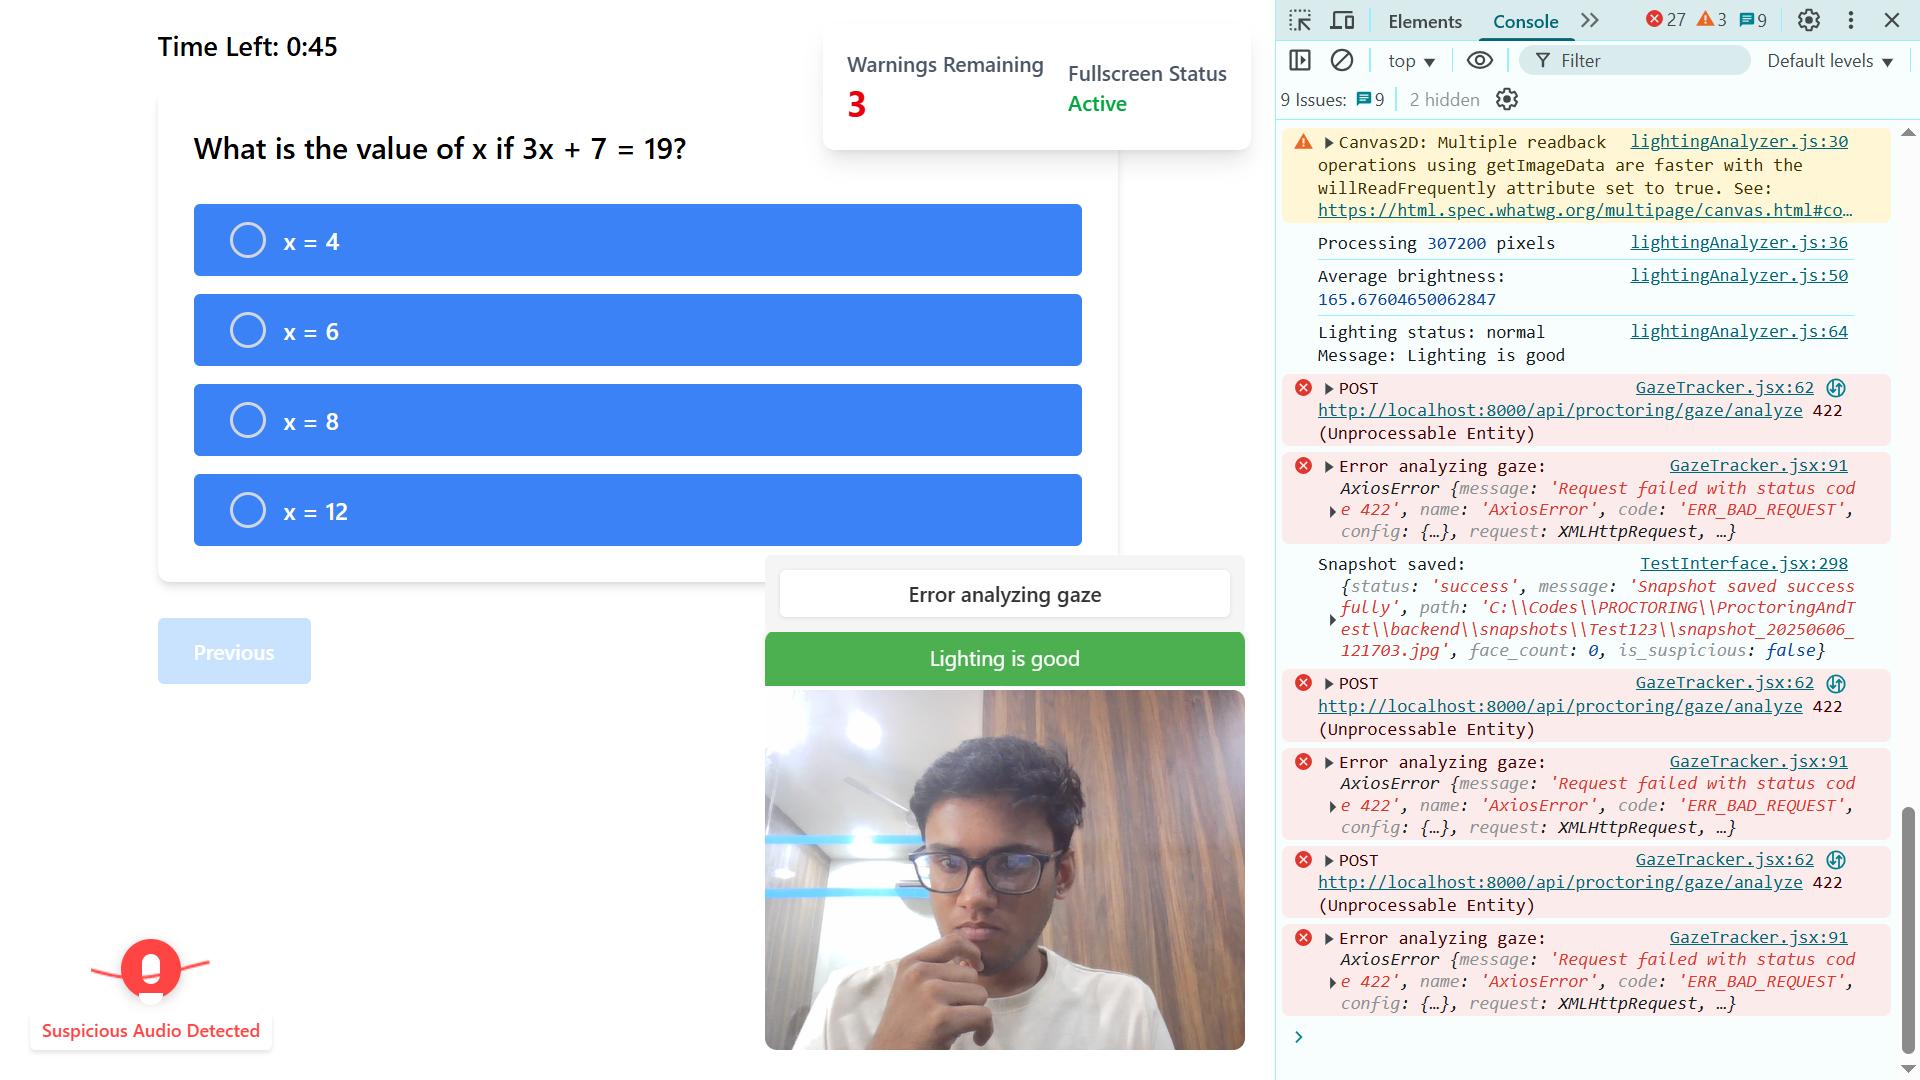 Time Left: 0:45
Warnings Remaining
3
Fullscreen Status
Active
What is the value of x if 3x + 7 = 19?
x = 4
x = 6
x = 8
x = 12
Previous
Error analyzing gaze
Lighting is good
Suspicious Audio Detected
Elements
Console
27
3
9
top
Filter
Default levels
9 Issues:
9
2 hidden
Canvas2D: Multiple readback lightingAnalyzer.js:30
operations using getImageData are faster with the
willReadFrequently attribute set to true. See:
https://html.spec.whatwg.org/multipage/canvas.html#co…
Processing 307200 pixels lightingAnalyzer.js:36
Average brightness: lightingAnalyzer.js:50
165.67604650062847
Lighting status: normal lightingAnalyzer.js:64
Message: Lighting is good
POST GazeTracker.jsx:62
http://localhost:8000/api/proctoring/gaze/analyze 422
(Unprocessable Entity)
Error analyzing gaze: GazeTracker.jsx:91
AxiosError {message: 'Request failed with status cod
e 422', name: 'AxiosError', code: 'ERR_BAD_REQUEST',
config: {…}, request: XMLHttpRequest, …}
Snapshot saved: TestInterface.jsx:298
{status: 'success', message: 'Snapshot saved success
fully', path: 'C:\\Codes\\PROCTORING\\ProctoringAndT
est\\backend\\snapshots\\Test123\\snapshot_20250606_
121703.jpg', face_count: 0, is_suspicious: false}
POST GazeTracker.jsx:62
http://localhost:8000/api/proctoring/gaze/analyze 422
(Unprocessable Entity)
Error analyzing gaze: GazeTracker.jsx:91
AxiosError {message: 'Request failed with status cod
e 422', name: 'AxiosError', code: 'ERR_BAD_REQUEST',
config: {…}, request: XMLHttpRequest, …}
POST GazeTracker.jsx:62
http://localhost:8000/api/proctoring/gaze/analyze 422
(Unprocessable Entity)
Error analyzing gaze: GazeTracker.jsx:91
AxiosError {message: 'Request failed with status cod
e 422', name: 'AxiosError', code: 'ERR_BAD_REQUEST',
config: {…}, request: XMLHttpRequest, …}